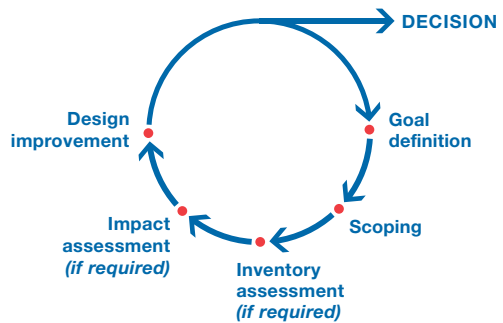 DECISION
Goal
definition
Scoping
Inventory
assessment
(if required)
Impact
assessment
(if required)
Design
improvement